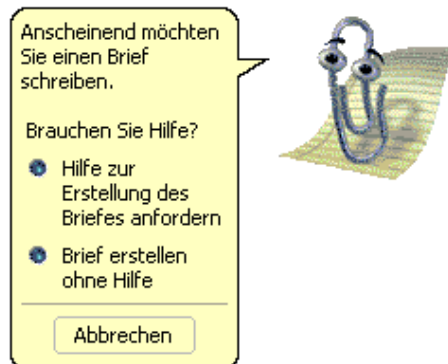 Anscheinend möchten
Sie einen Brief
schreiben.
Brauchen Sie Hilfe?
Hilfe zur
Erstellung des
Briefes anfordern
Brief erstellen
ohne Hilfe
Abbrechen